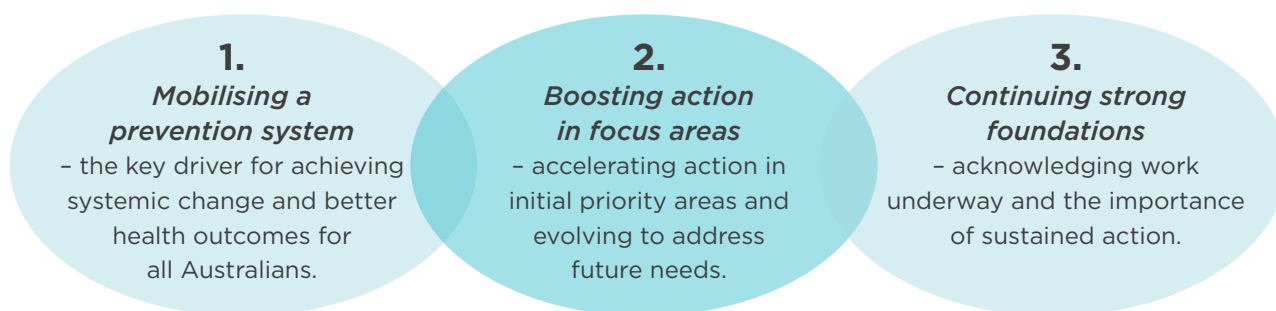 1.
Mobilising a
prevention system
– the key driver for achieving
systemic change and better
health outcomes for
all Australians.
2.
Boosting action
in focus areas
– accelerating action in
initial priority areas and
evolving to address
future needs.
3.
Continuing strong
foundations
– acknowledging work
underway and the importance
of sustained action.